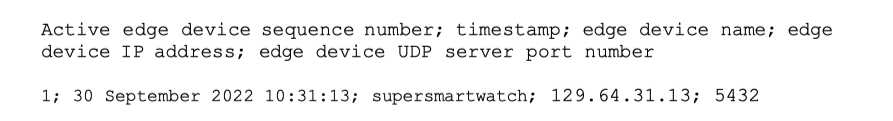 Active edge device sequence number; timestamp; edge device name; edge
device IP address; edge device UDP server port number
1; 30 September 2022 10:31:13; supersmartwatch; 129.64.31.13; 5432